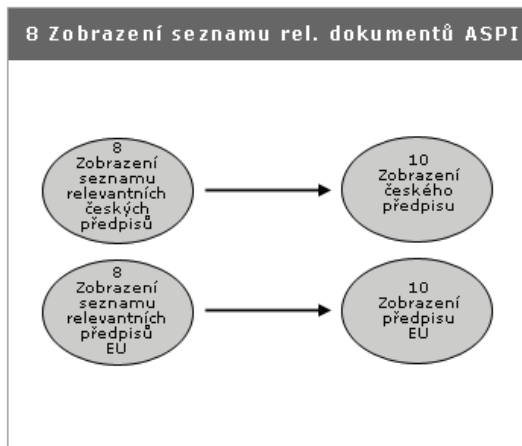 8 Zobrazení seznamu rel. dokumentů ASPI
8
Zobrazení
seznamu
relevantních
českých
předpisů
10
Zobrazení
českého
předpisu
8
Zobrazení
seznamu
relevantních
předpisů
EU
10
Zobrazení
předpisu
EU